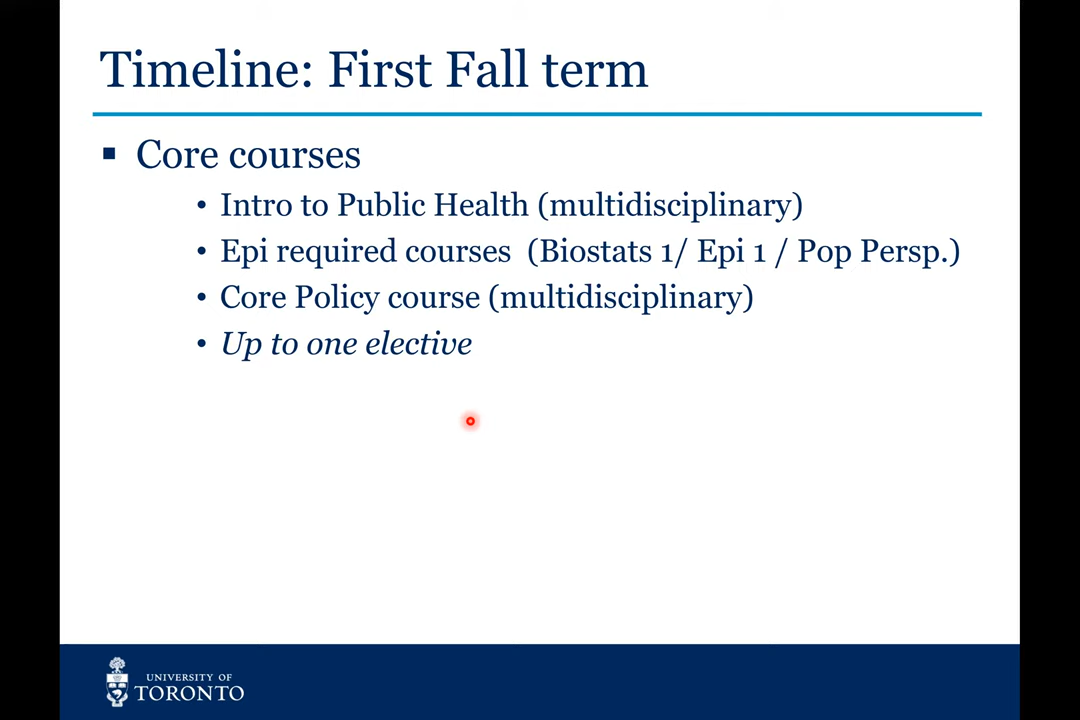 Timeline: First Fall term
▪ Core courses
• Intro to Public Health (multidisciplinary)
• Epi required courses  (Biostats 1/ Epi 1 / Pop Persp.)
• Core Policy course (multidisciplinary)
• Up to one elective
UNIVERSITY OF
TORONTO